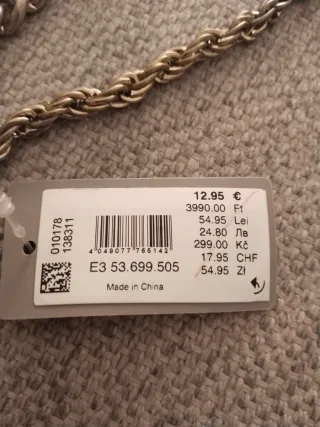 12.95 €
3990.00 Ft
54.95 Lei
24.80 Лв
299.00 Kč
17.95 CHF
54.95 Zł
010178
138311
4 049077 765142
E3 53.699.505
Made in China